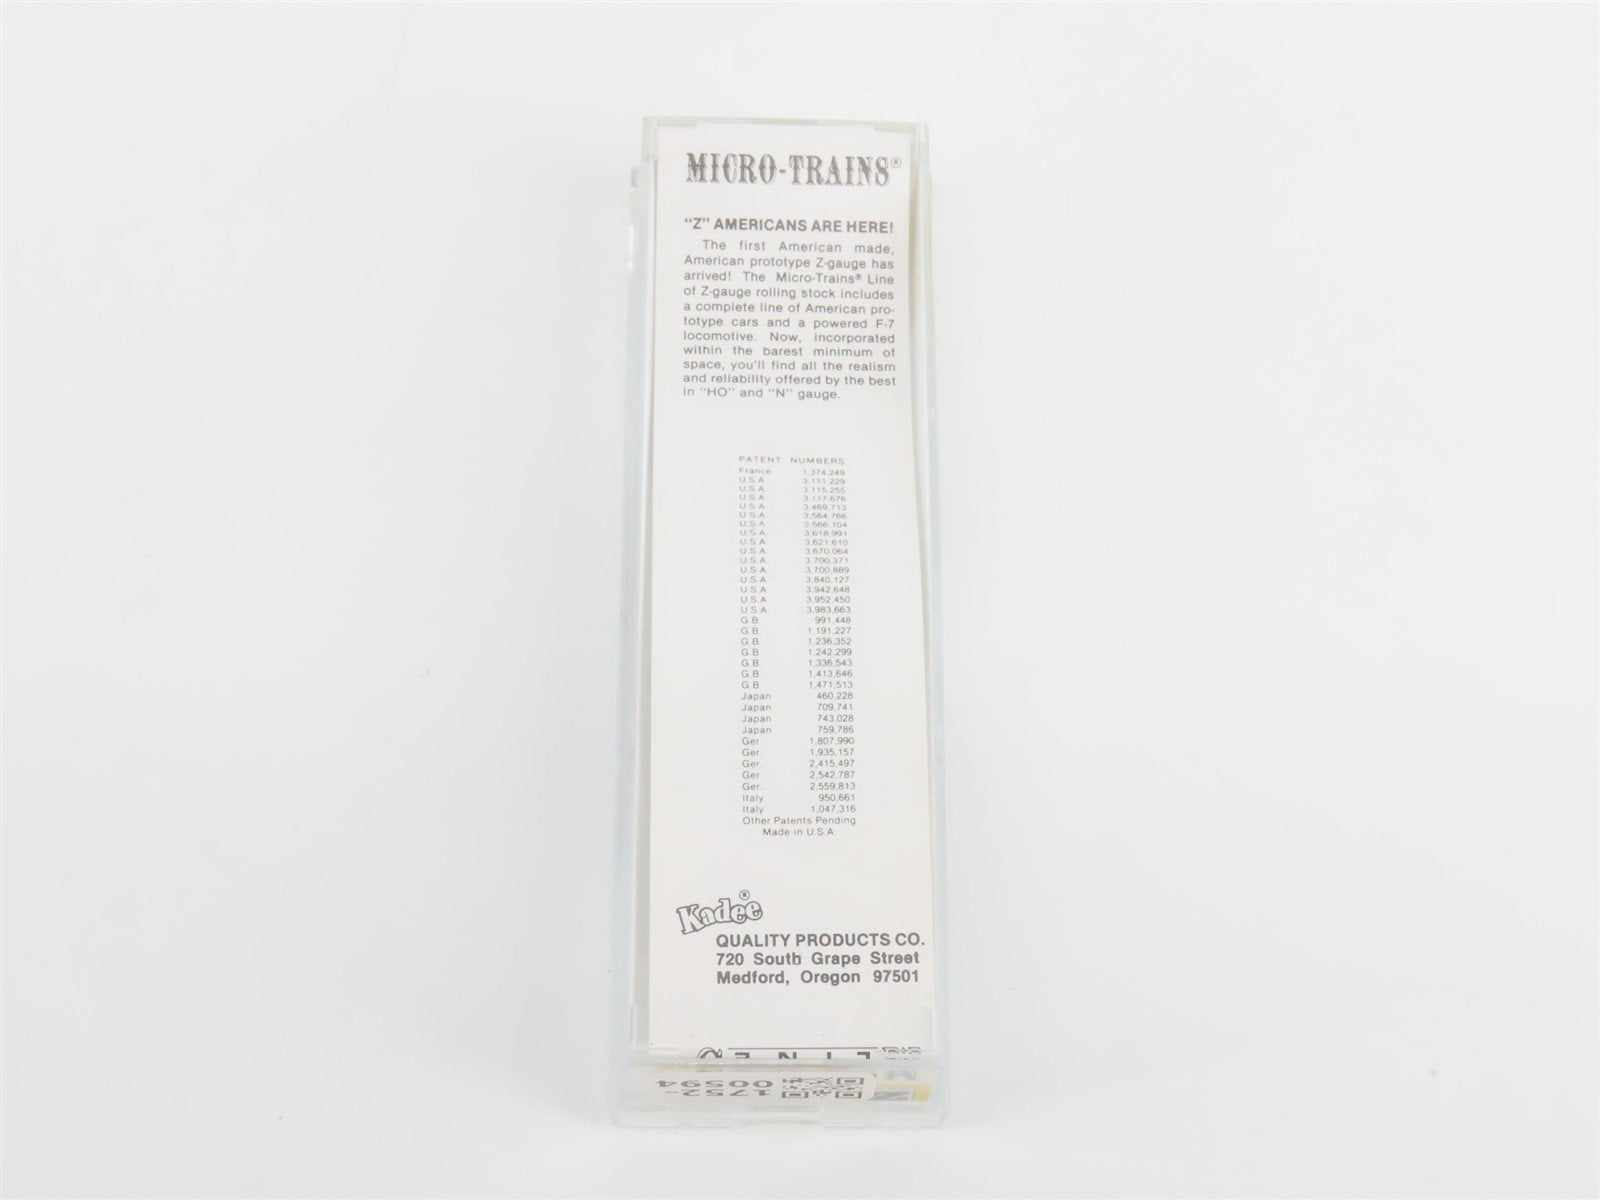 MICRO-TRAINS®
"Z" AMERICANS ARE HERE!
The first American made,
American prototype Z-gauge has
arrived! The Micro-Trains® Line
of Z-gauge rolling stock includes
a complete line of American pro-
totype cars and a powered F-7
locomotive. Now, incorporated
within the barest minimum of
space, you'll find all the realism
and reliability offered by the best
in "HO" and "N" gauge.
PATENT NUMBERS
France 1,374,249
U.S.A. 3,111,229
U.S.A. 3,115,255
U.S.A. 3,117,676
U.S.A. 3,469,713
U.S.A. 3,564,766
U.S.A. 3,566,104
U.S.A. 3,618,991
U.S.A. 3,621,610
U.S.A. 3,670,064
U.S.A. 3,700,371
U.S.A. 3,700,889
U.S.A. 3,840,127
U.S.A. 3,942,648
U.S.A. 3,952,450
U.S.A. 3,983,663
G.B. 991,448
G.B. 1,191,227
G.B. 1,236,352
G.B. 1,242,299
G.B. 1,336,543
G.B. 1,413,646
G.B. 1,471,513
Japan 460,228
Japan 709,741
Japan 743,028
Japan 759,786
Ger. 1,807,990
Ger. 1,935,157
Ger. 2,415,497
Ger. 2,542,787
Ger. 2,559,813
Italy 950,661
Italy 1,047,316
Other Patents Pending
Made in U.S.A.
Kadee®
QUALITY PRODUCTS CO.
720 South Grape Street
Medford, Oregon 97501
LINE®
1752-
00594
Z